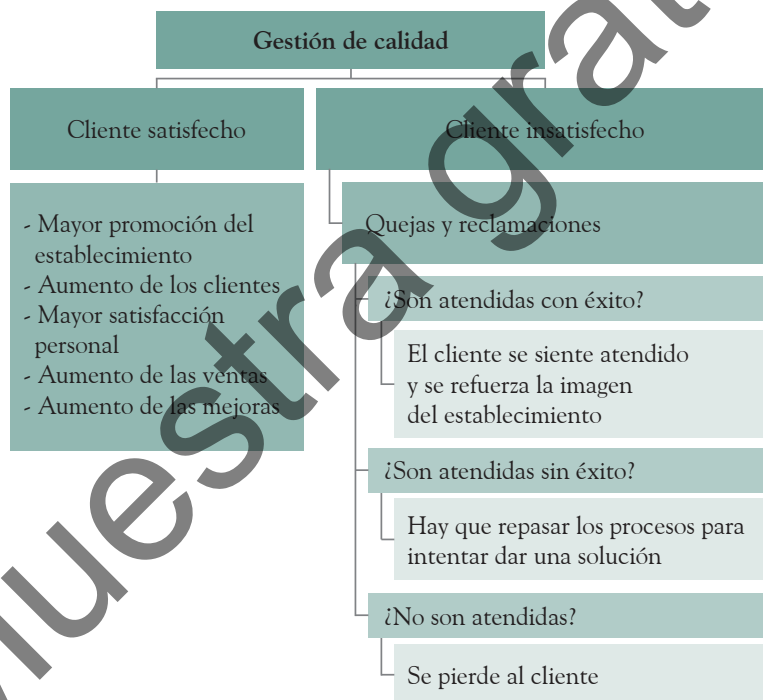 Gestión de calidad
Cliente satisfecho
- Mayor promoción del
establecimiento
- Aumento de los clientes
- Mayor satisfacción
personal
- Aumento de las ventas
- Aumento de las mejoras
Cliente insatisfecho
Quejas y reclamaciones
¿Son atendidas con éxito?
El cliente se siente atendido
y se refuerza la imagen
del establecimiento
¿Son atendidas sin éxito?
Hay que repasar los procesos para
intentar dar una solución
¿No son atendidas?
Se pierde al cliente
Muestra grat